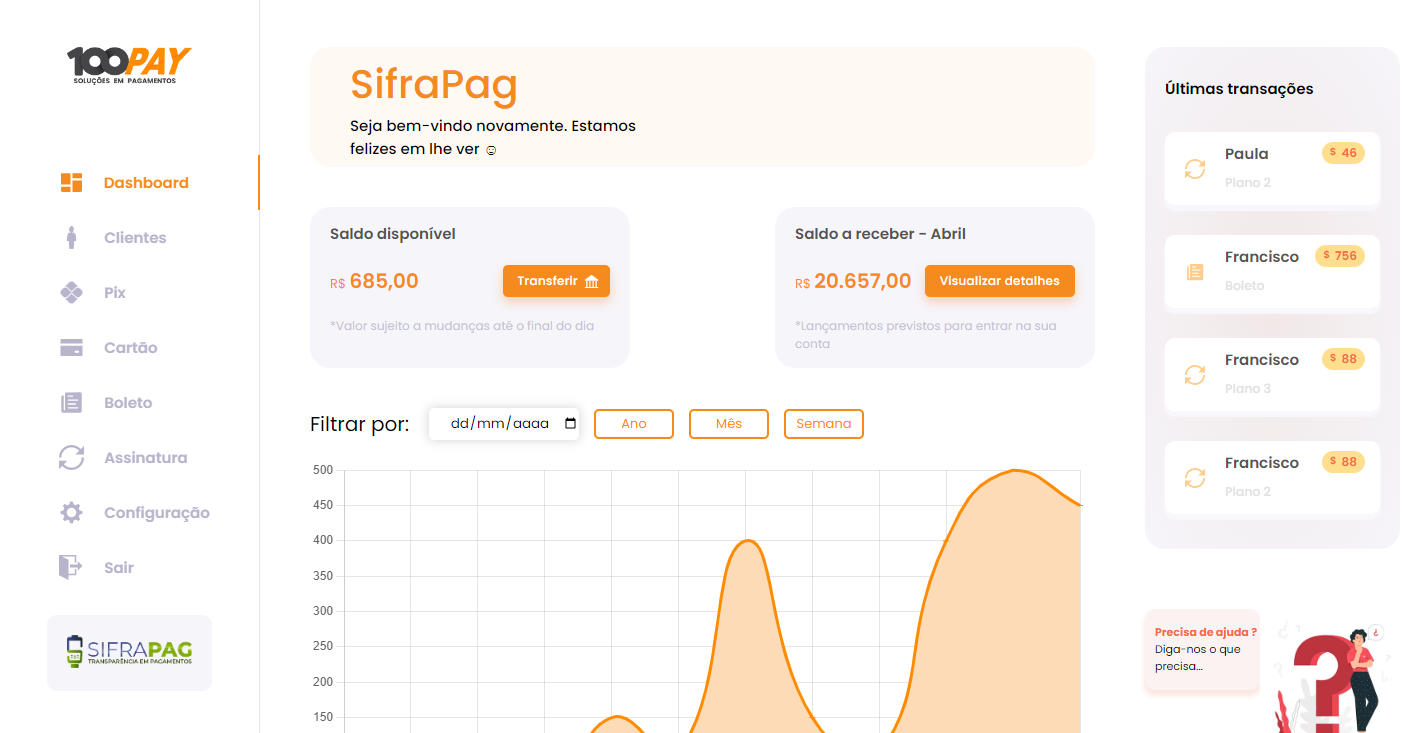 100PAY
SOLUÇÕES EM PAGAMENTOS
Dashboard
Clientes
Pix
Cartão
Boleto
Assinatura
Configuração
Sair
SIFRAPAG
TRANSPARÊNCIA EM PAGAMENTOS
SifraPag
Seja bem-vindo novamente. Estamos
felizes em lhe ver ☺
Saldo disponível
R$ 685,00
Transferir
*Valor sujeito a mudanças até o final do dia
Saldo a receber - Abril
R$ 20.657,00
Visualizar detalhes
*Lançamentos previstos para entrar na sua
conta
Filtrar por:
dd/mm/aaaa
Ano
Mês
Semana
500
450
400
350
300
250
200
150
Últimas transações
Paula
$ 46
Plano 2
Francisco
$ 756
Boleto
Francisco
$ 88
Plano 3
Francisco
$ 88
Plano 2
Precisa de ajuda ?
Diga-nos o que
precisa...